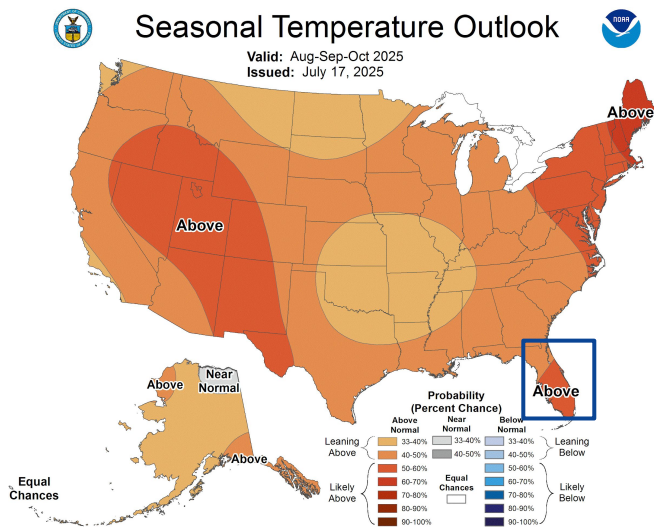 Seasonal Temperature Outlook
NOAA
Valid: Aug-Sep-Oct 2025
Issued: July 17, 2025
Above
Above
Above
Near
Normal
Above
Above
Equal
Chances
Probability
(Percent Chance)
Above
Normal
Near
Normal
Below
Normal
Leaning
Above
33-40%
33-40%
33-40%
Leaning
Below
40-50%
40-50%
40-50%
Likely
Above
50-60%
60-70%
70-80%
80-90%
90-100%
Equal
Chances
50-60%
60-70%
70-80%
80-90%
90-100%
Likely
Below